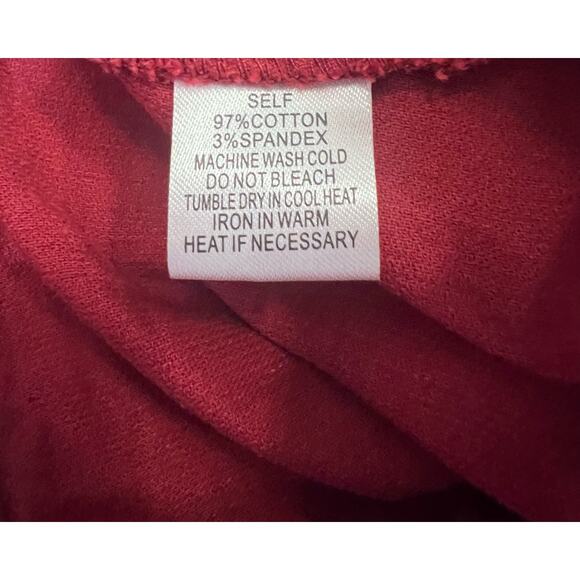 SELF
97%COTTON
3%SPANDEX
MACHINE WASH COLD
DO NOT BLEACH
TUMBLE DRY IN COOL HEAT
IRON IN WARM
HEAT IF NECESSARY